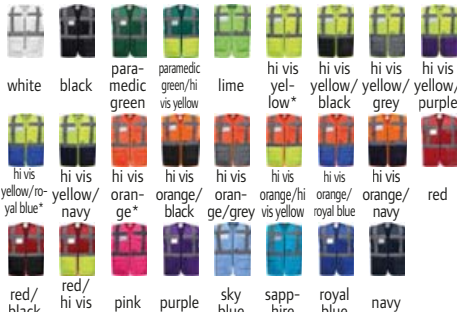 white
black
para-
medic
green
paramedic
green/hi
vis yellow
lime
hi vis
yel-
low*
hi vis
yellow/
black
hi vis
yellow/
grey
hi vis
yellow/
purple
hi vis
yellow/ro-
yal blue*
hi vis
yellow/
navy
hi vis
oran-
ge*
hi vis
orange/
black
hi vis
oran-
ge/grey
hi vis
orange/hi
vis yellow
hi vis
orange/
royal blue
hi vis
orange/
navy
red
red/
black
red/
hi vis
pink
purple
sky
blue
sapp-
hire
royal
blue
navy